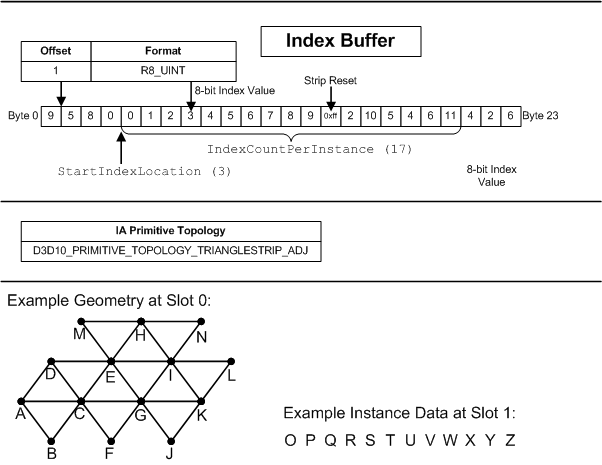 Index Buffer
Offset Format
1 R8_UINT
8-bit Index Value
Strip Reset
Byte 0 9 5 8 0 0 1 2 3 4 5 6 7 8 9 0xff 2 10 5 4 6 11 4 2 6 Byte 23
IndexCountPerInstance (17)
StartIndexLocation (3)
8-bit Index
Value
IA Primitive Topology
D3D10_PRIMITIVE_TOPOLOGY_TRIANGLESTRIP_ADJ
Example Geometry at Slot 0:
M H N
D E I L
A C G K
B F J
Example Instance Data at Slot 1:
O P Q R S T U V W X Y Z